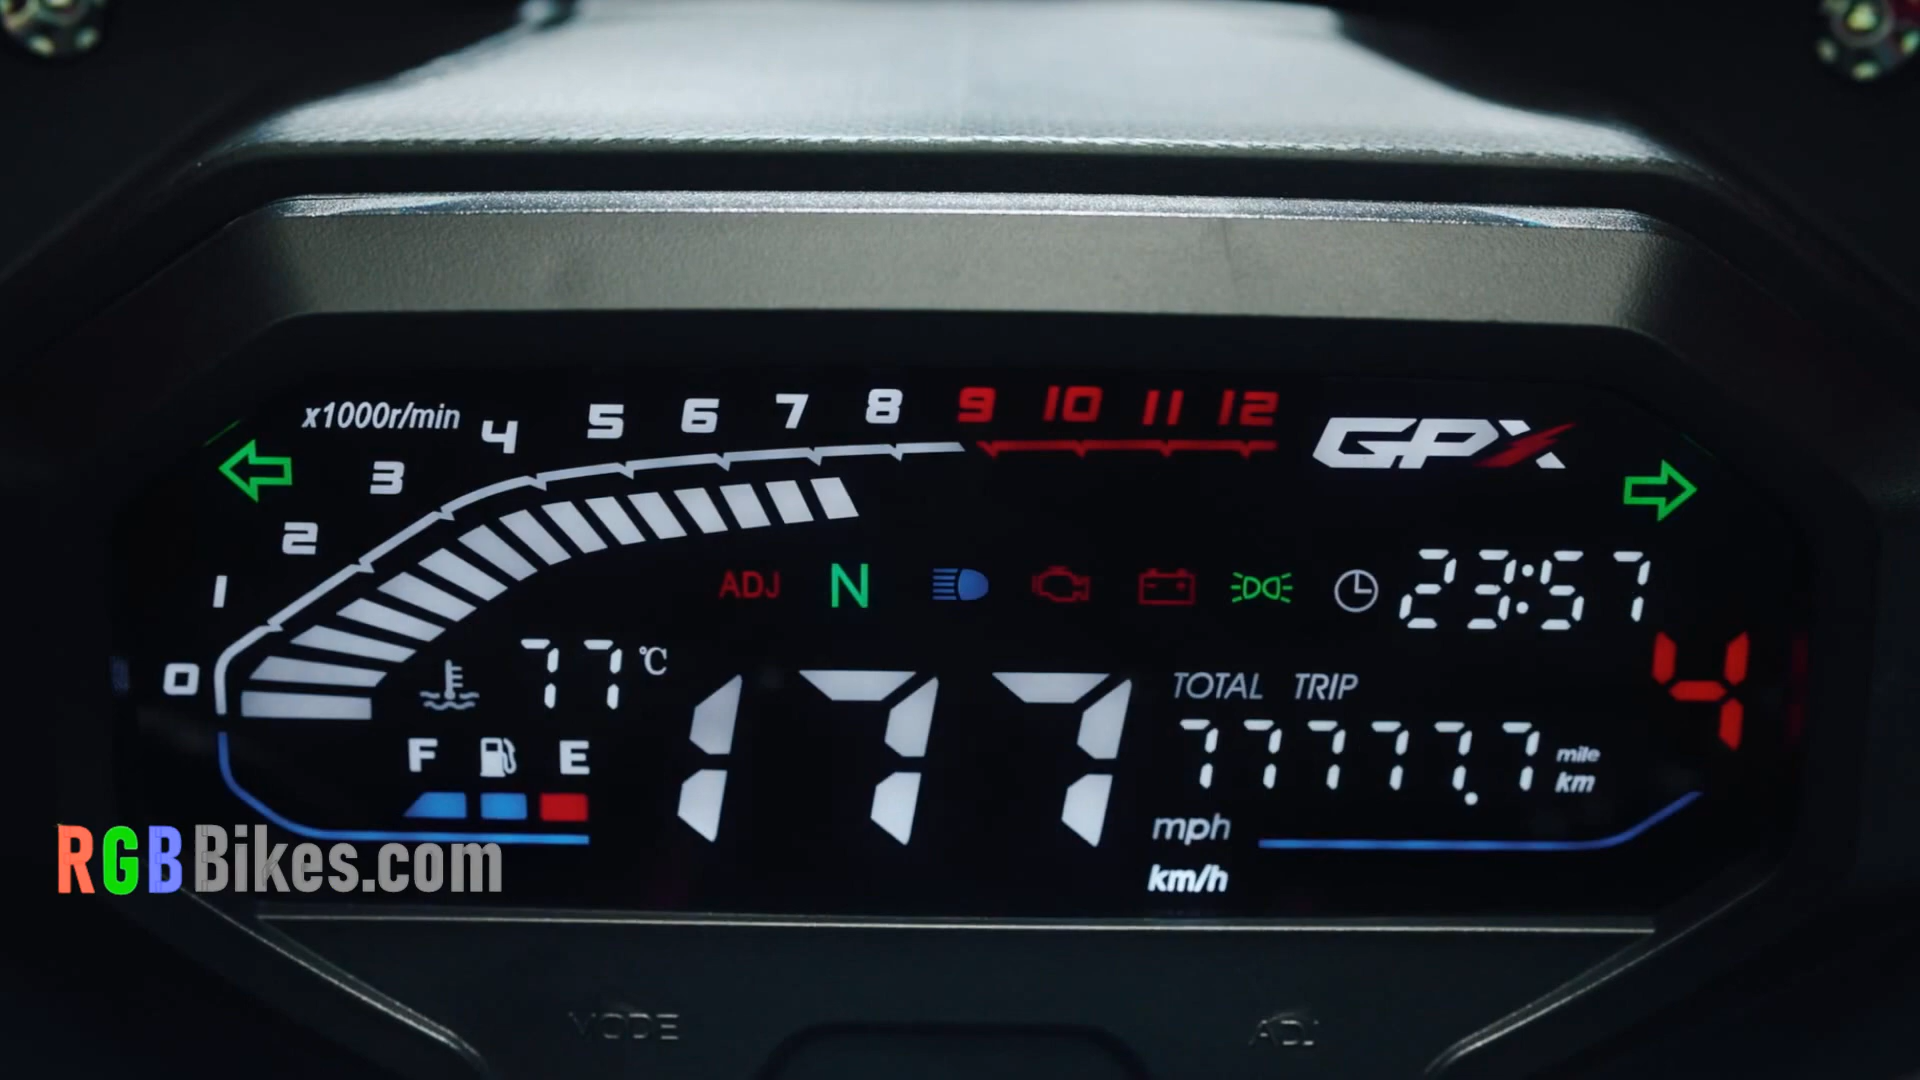 x1000r/min
0 1 2 3 4 5 6 7 8 9 10 11 12
GPX
ADJ N 23:57
77 °C
TOTAL TRIP
4
F E
177
77777.7
mile
km
mph
km/h
RGBBikes.com
MODE ADJ